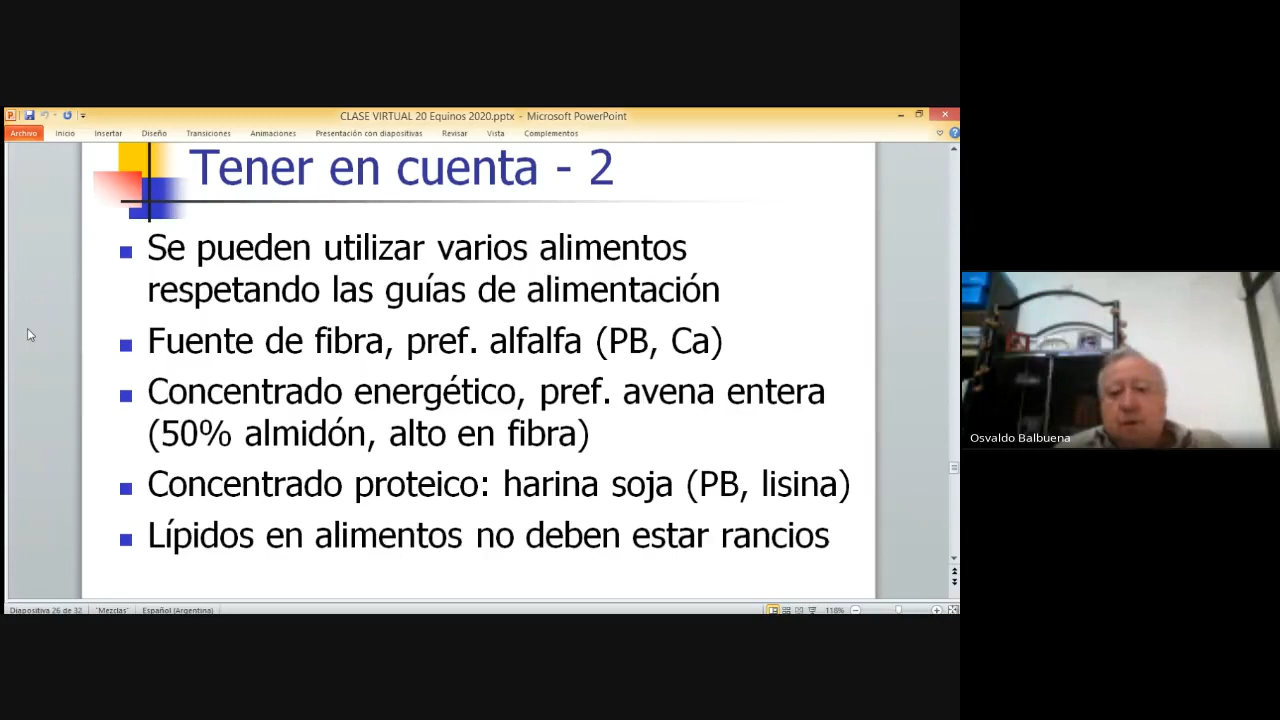 CLASE VIRTUAL 20 Equinos 2020.pptx - Microsoft PowerPoint
Archivo Inicio Insertar Diseño Transiciones Animaciones Presentación con diapositivas Revisar Vista Complementos
Tener en cuenta - 2
Se pueden utilizar varios alimentos
respetando las guías de alimentación
Fuente de fibra, pref. alfalfa (PB, Ca)
Concentrado energético, pref. avena entera
(50% almidón, alto en fibra)
Concentrado proteico: harina soja (PB, lisina)
Lípidos en alimentos no deben estar rancios
Diapositiva 26 de 32 "Mezclas" Español (Argentina) 118%
Osvaldo Balbuena